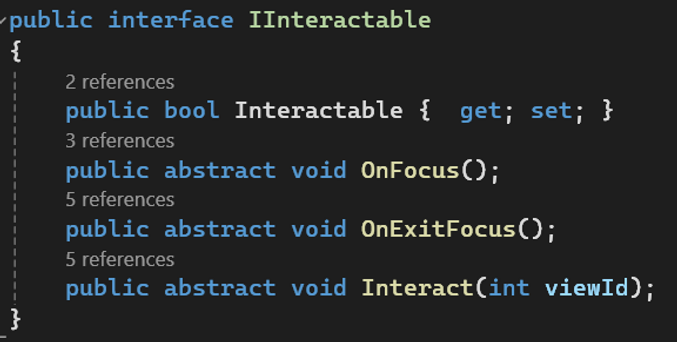 public interface IInteractable
{
2 references
public bool Interactable {  get; set; }
3 references
public abstract void OnFocus();
5 references
public abstract void OnExitFocus();
5 references
public abstract void Interact(int viewId);
}